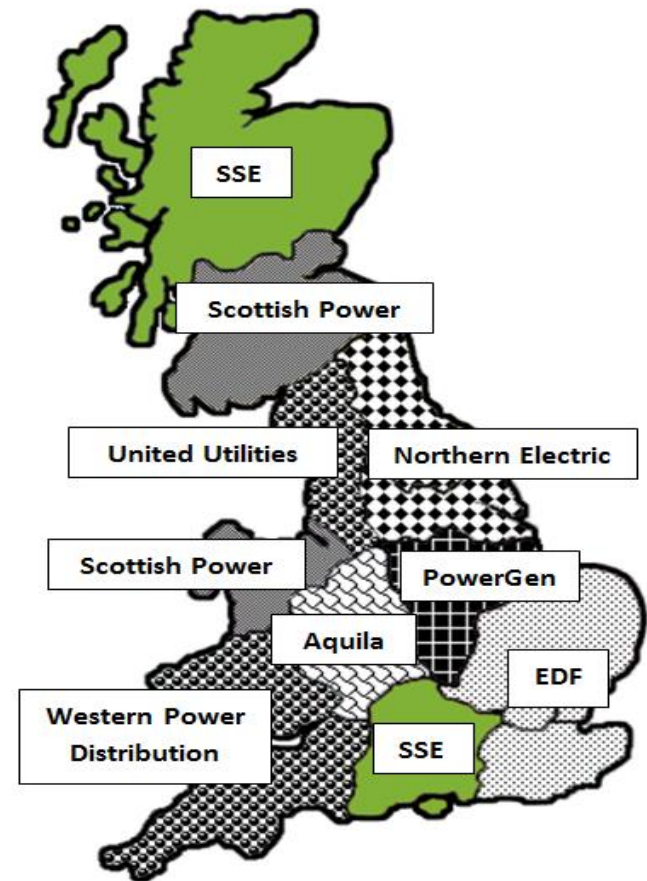 SSE
Scottish Power
United Utilities
Northern Electric
Scottish Power
PowerGen
Aquila
EDF
Western Power
Distribution
SSE